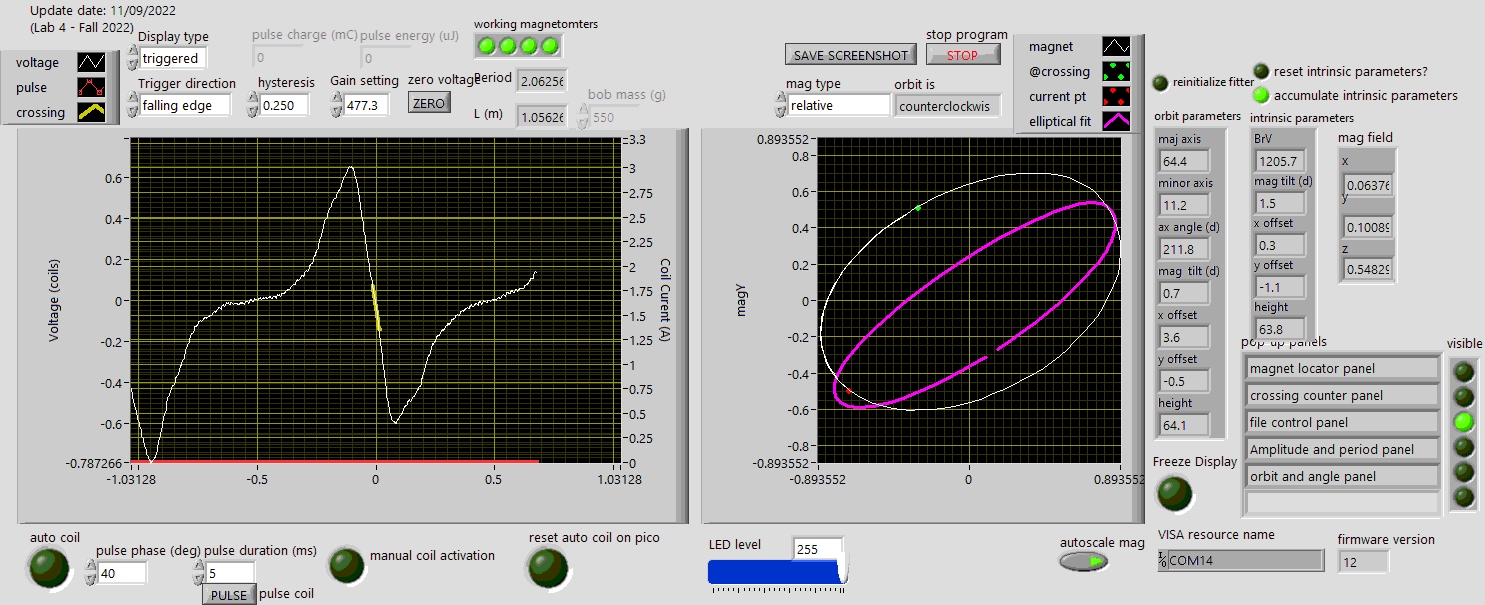 Update date: 11/09/2022
(Lab 4 - Fall 2022)
voltage
pulse
crossing
Display type
triggered
pulse charge (mC)
0
pulse energy (uJ)
0
working magnetomters
Trigger direction
falling edge
hysteresis
0.250
Gain setting
477.3
zero voltage
ZERO
Period
2.0625
L (m)
1.0562
bob mass (g)
550
SAVE SCREENSHOT
stop program
STOP
mag type
relative
orbit is
counterclockwis
magnet
@crossing
current pt
elliptical fit
reinitialize fitter
reset intrinsic parameters?
accumulate intrinsic parameters
Voltage (coils)
0.6
0.4
0.2
0
-0.2
-0.4
-0.6
-0.787266
-1.03128
-0.5
0
0.5
1.03128
3.3
3
2.75
2.5
2.25
2
1.75
1.5
1.25
1
0.75
0.5
0.25
0
Coil Current (A)
magY
0.893552
0.8
0.6
0.4
0.2
0
-0.2
-0.4
-0.6
-0.8
-0.893552
-0.893552
0
0.893552
orbit parameters
maj axis
64.4
minor axis
11.2
ax angle (d)
211.8
mag tilt (d)
0.7
x offset
3.6
y offset
-0.5
height
64.1
intrinsic parameters
BrV
1205.7
mag tilt (d)
1.5
x offset
0.3
y offset
-1.1
height
63.8
mag field
x
0.0637
y
0.1008
z
0.5482
pop up panels
visible
magnet locator panel
crossing counter panel
file control panel
Amplitude and period panel
orbit and angle panel
Freeze Display
auto coil
pulse phase (deg)
40
pulse duration (ms)
5
PULSE
pulse coil
manual coil activation
reset auto coil on pico
LED level
255
autoscale mag
VISA resource name
COM14
firmware version
12